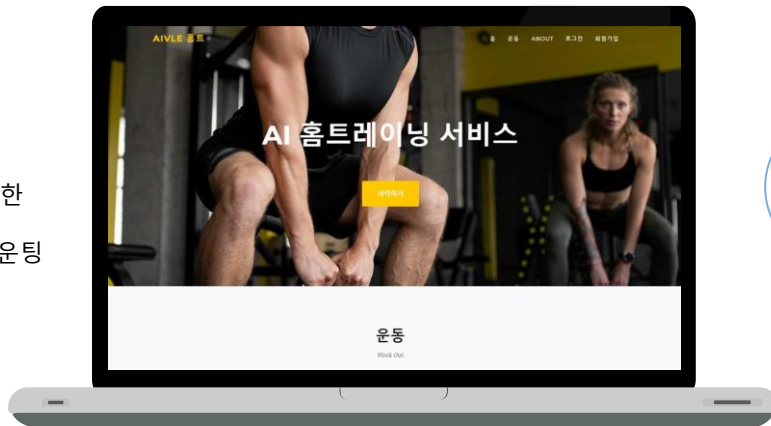 AIVLE 홈트
홈 운동 ABOUT 로그인 회원가입
AI 홈트레이닝 서비스
시작하기
한
운팅
운동
Work Out